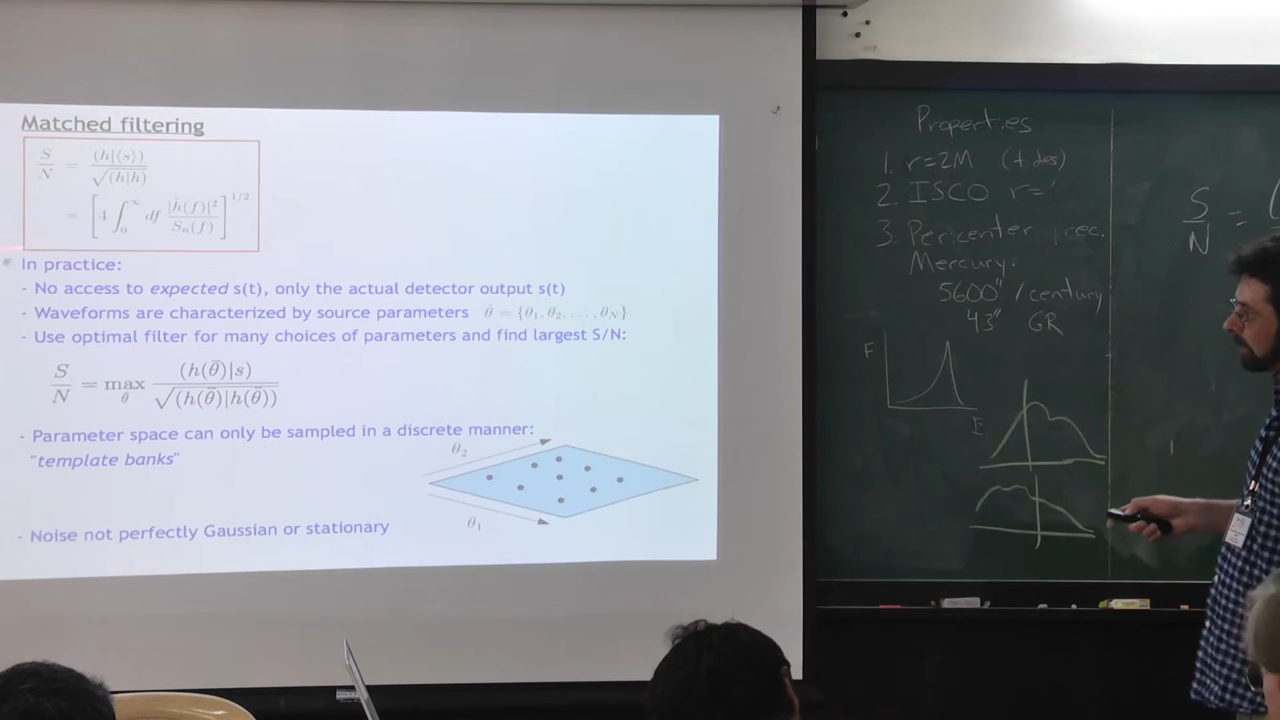 Matched filtering
S/N = (h|⟨s⟩)/√(h|h)
= [4 ∫₀^∞ df |h̃(f)|²/Sₙ(f)]^1/2
In practice:
- No access to expected s(t), only the actual detector output s(t)
- Waveforms are characterized by source parameters θ̄ = {θ₁, θ₂, ..., θ_N}
- Use optimal filter for many choices of parameters and find largest S/N:
S/N = max_θ̄ (h(θ̄)|s)/√(h(θ̄)|h(θ̄))
- Parameter space can only be sampled in a discrete manner:
"template banks"
θ₂
θ₁
- Noise not perfectly Gaussian or stationary
Properties
1. r=2M
2. ISCO r=
3. Pericenter
Mercury:
5600" / century
43" GR
F
S/N =